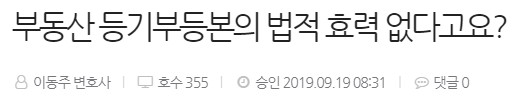 부동산 등기부등본의 법적 효력 없다고요?
이동주 변호사 | 호수 355 | 승인 2019.09.19 08:31 | 댓글 0